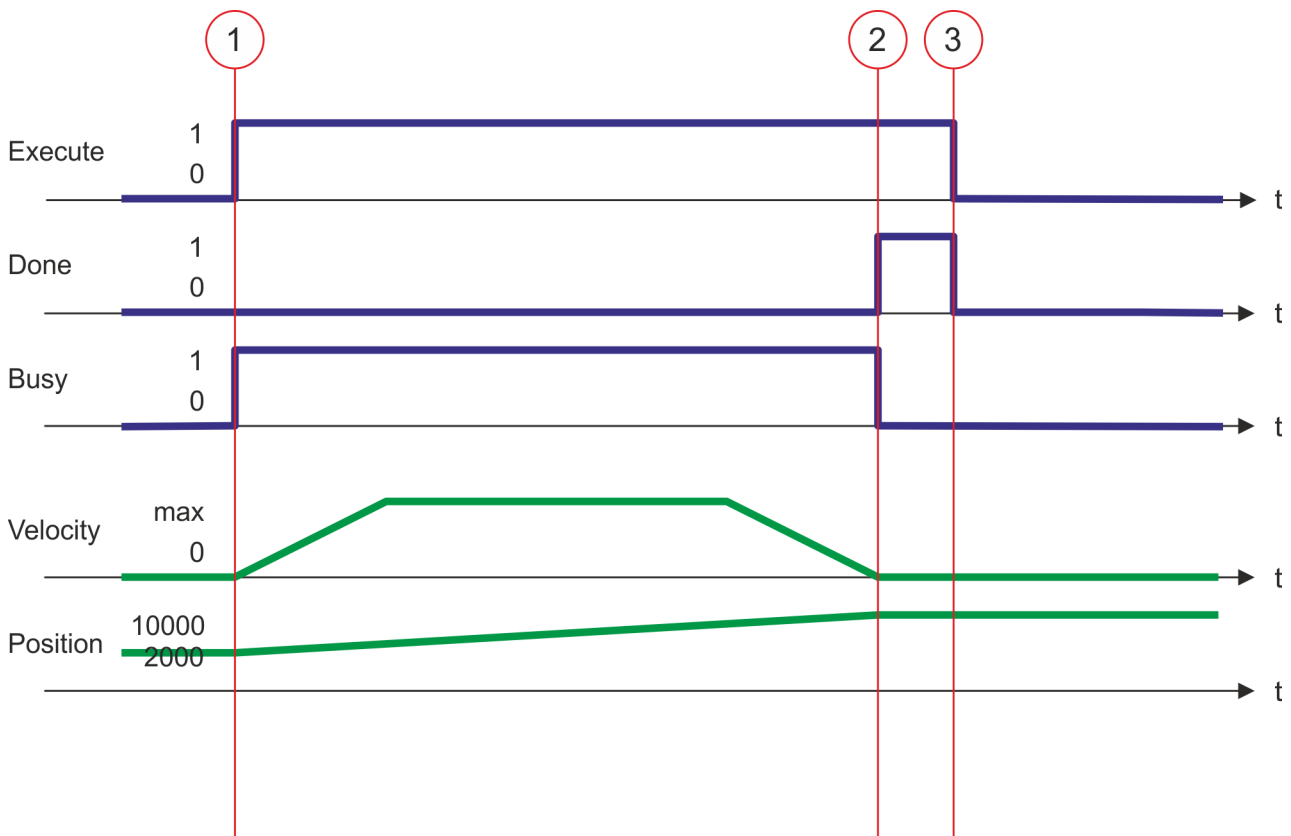 1 2 3
Execute 1
0
t
Done 1
0
t
Busy 1
0
t
Velocity max
0
t
Position 10000
2000
t